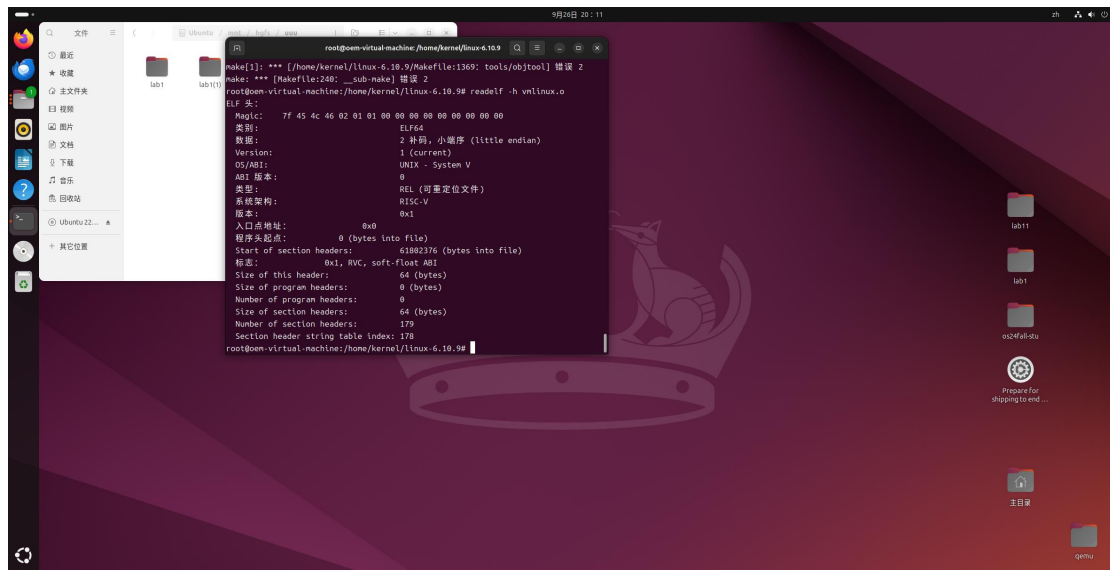 9月26日 20：11
zh
文件
Ubuntu / mnt / hgfs / uuu
最近
收藏
主文件夹
视频
图片
文档
下载
音乐
回收站
Ubuntu 22...
其它位置
lab1
lab1(1)
root@oem-virtual-machine: /home/kernel/linux-6.10.9
make[1]: *** [/home/kernel/linux-6.10.9/Makefile:1369: tools/objtool] 错误 2
make: *** [Makefile:240: __sub-make] 错误 2
root@oem-virtual-machine:/home/kernel/linux-6.10.9# readelf -h vmlinux.o
ELF 头：
Magic: 7f 45 4c 46 02 01 01 00 00 00 00 00 00 00 00 00
类别: ELF64
数据: 2 补码，小端序 (little endian)
Version: 1 (current)
OS/ABI: UNIX - System V
ABI 版本: 0
类型: REL (可重定位文件)
系统架构: RISC-V
版本: 0x1
入口点地址: 0x0
程序头起点: 0 (bytes into file)
Start of section headers: 61802376 (bytes into file)
标志: 0x1, RVC, soft-float ABI
Size of this header: 64 (bytes)
Size of program headers: 0 (bytes)
Number of program headers: 0
Size of section headers: 64 (bytes)
Number of section headers: 179
Section header string table index: 178
root@oem-virtual-machine:/home/kernel/linux-6.10.9#
lab11
lab1
os24fall-stu
Prepare for
shipping to end ...
主目录
qemu